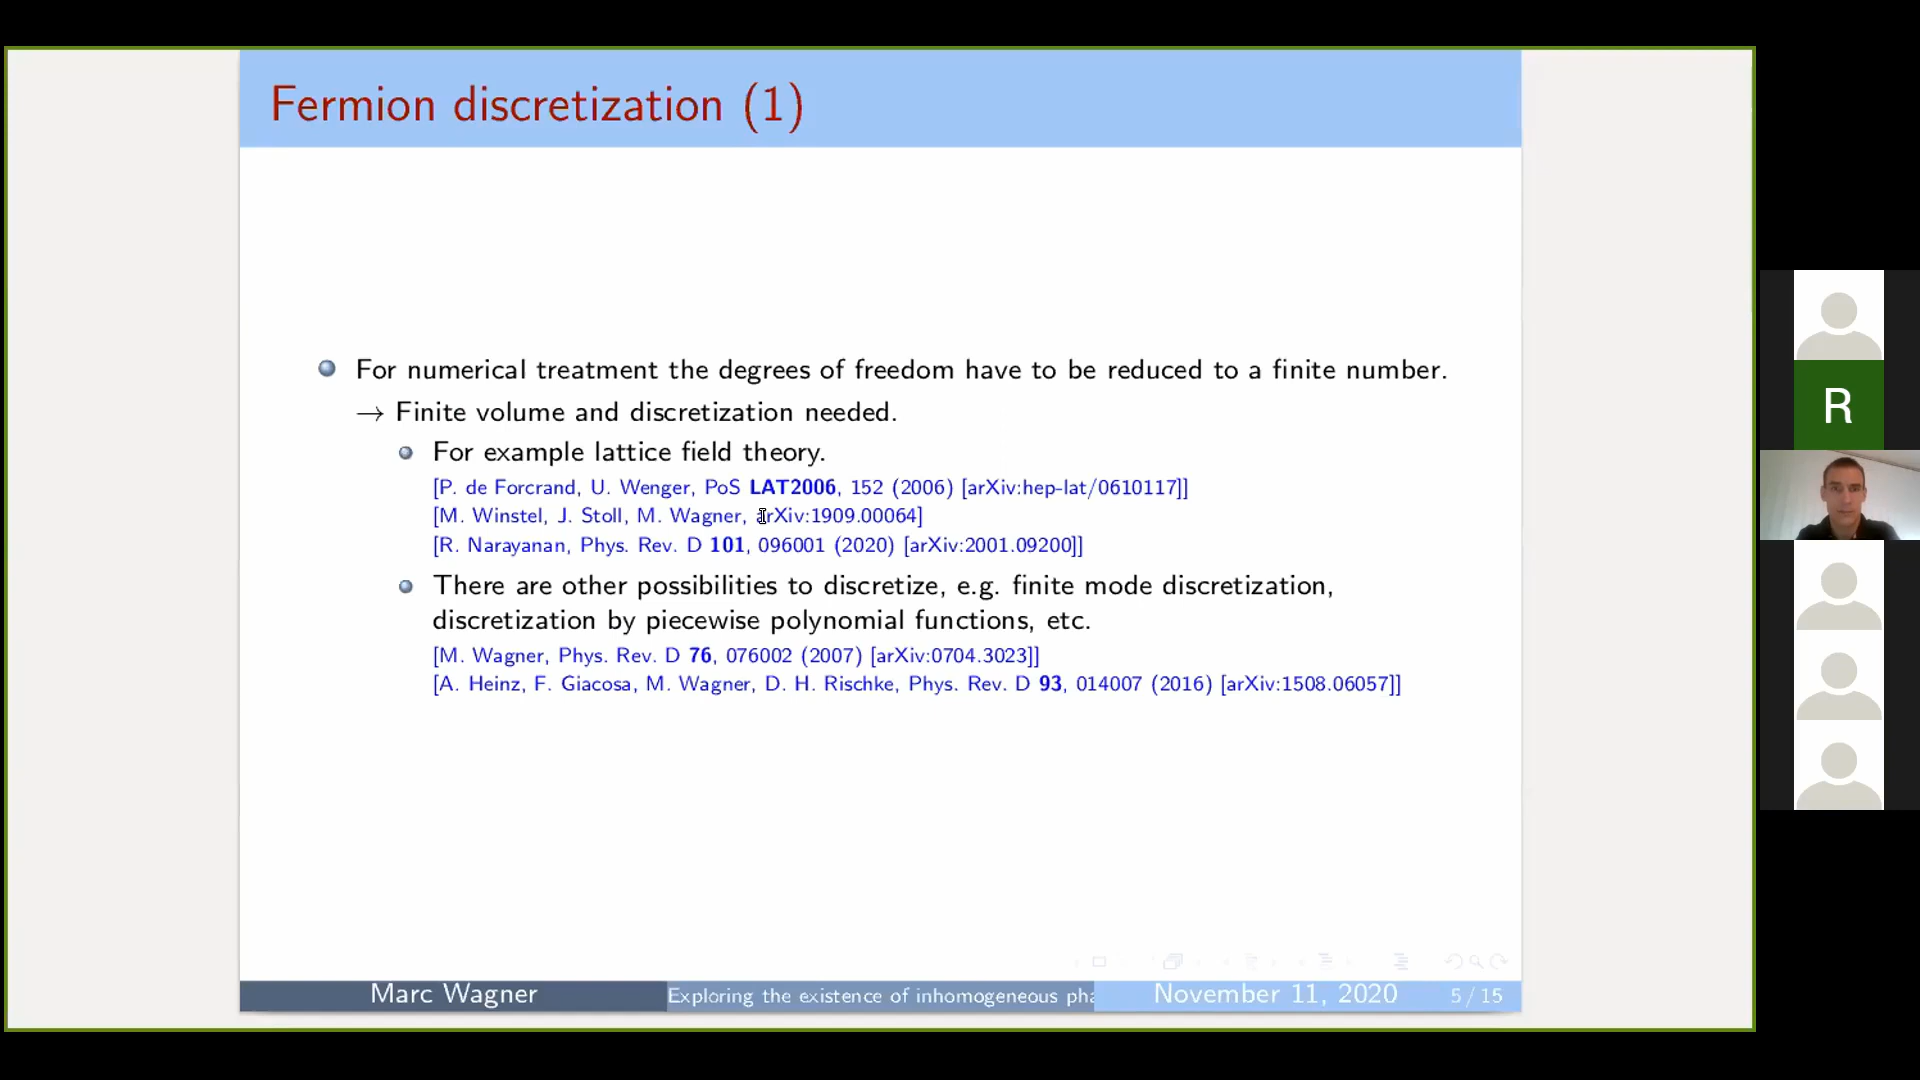 Fermion discretization (1)
For numerical treatment the degrees of freedom have to be reduced to a finite number.
→ Finite volume and discretization needed.
For example lattice field theory.
[P. de Forcrand, U. Wenger, PoS LAT2006, 152 (2006) [arXiv:hep-lat/0610117]]
[M. Winstel, J. Stoll, M. Wagner, arXiv:1909.00064]
[R. Narayanan, Phys. Rev. D 101, 096001 (2020) [arXiv:2001.09200]]
There are other possibilities to discretize, e.g. finite mode discretization,
discretization by piecewise polynomial functions, etc.
[M. Wagner, Phys. Rev. D 76, 076002 (2007) [arXiv:0704.3023]]
[A. Heinz, F. Giacosa, M. Wagner, D. H. Rischke, Phys. Rev. D 93, 014007 (2016) [arXiv:1508.06057]]
Marc Wagner
Exploring the existence of inhomogeneous pha
November 11, 2020
5 / 15
R